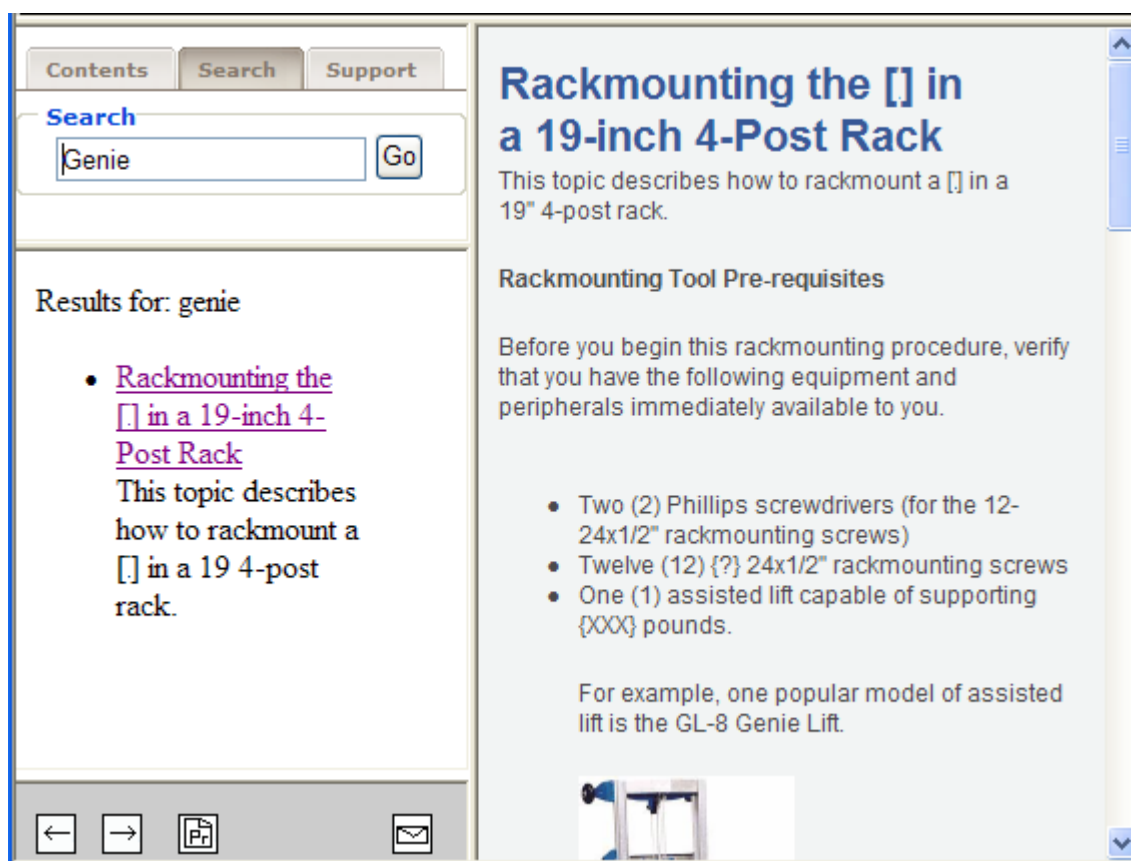 Contents
Search
Support
Search
Genie
Go
Results for: genie
Rackmounting the
[.] in a 19-inch 4-
Post Rack
This topic describes
how to rackmount a
[.] in a 19 4-post
rack.
Pr
Rackmounting the [.] in
a 19-inch 4-Post Rack
This topic describes how to rackmount a [.] in a
19" 4-post rack.
Rackmounting Tool Pre-requisites
Before you begin this rackmounting procedure, verify
that you have the following equipment and
peripherals immediately available to you.
Two (2) Phillips screwdrivers (for the 12-
24x1/2" rackmounting screws)
Twelve (12) {?} 24x1/2" rackmounting screws
One (1) assisted lift capable of supporting
{XXX} pounds.
For example, one popular model of assisted
lift is the GL-8 Genie Lift.